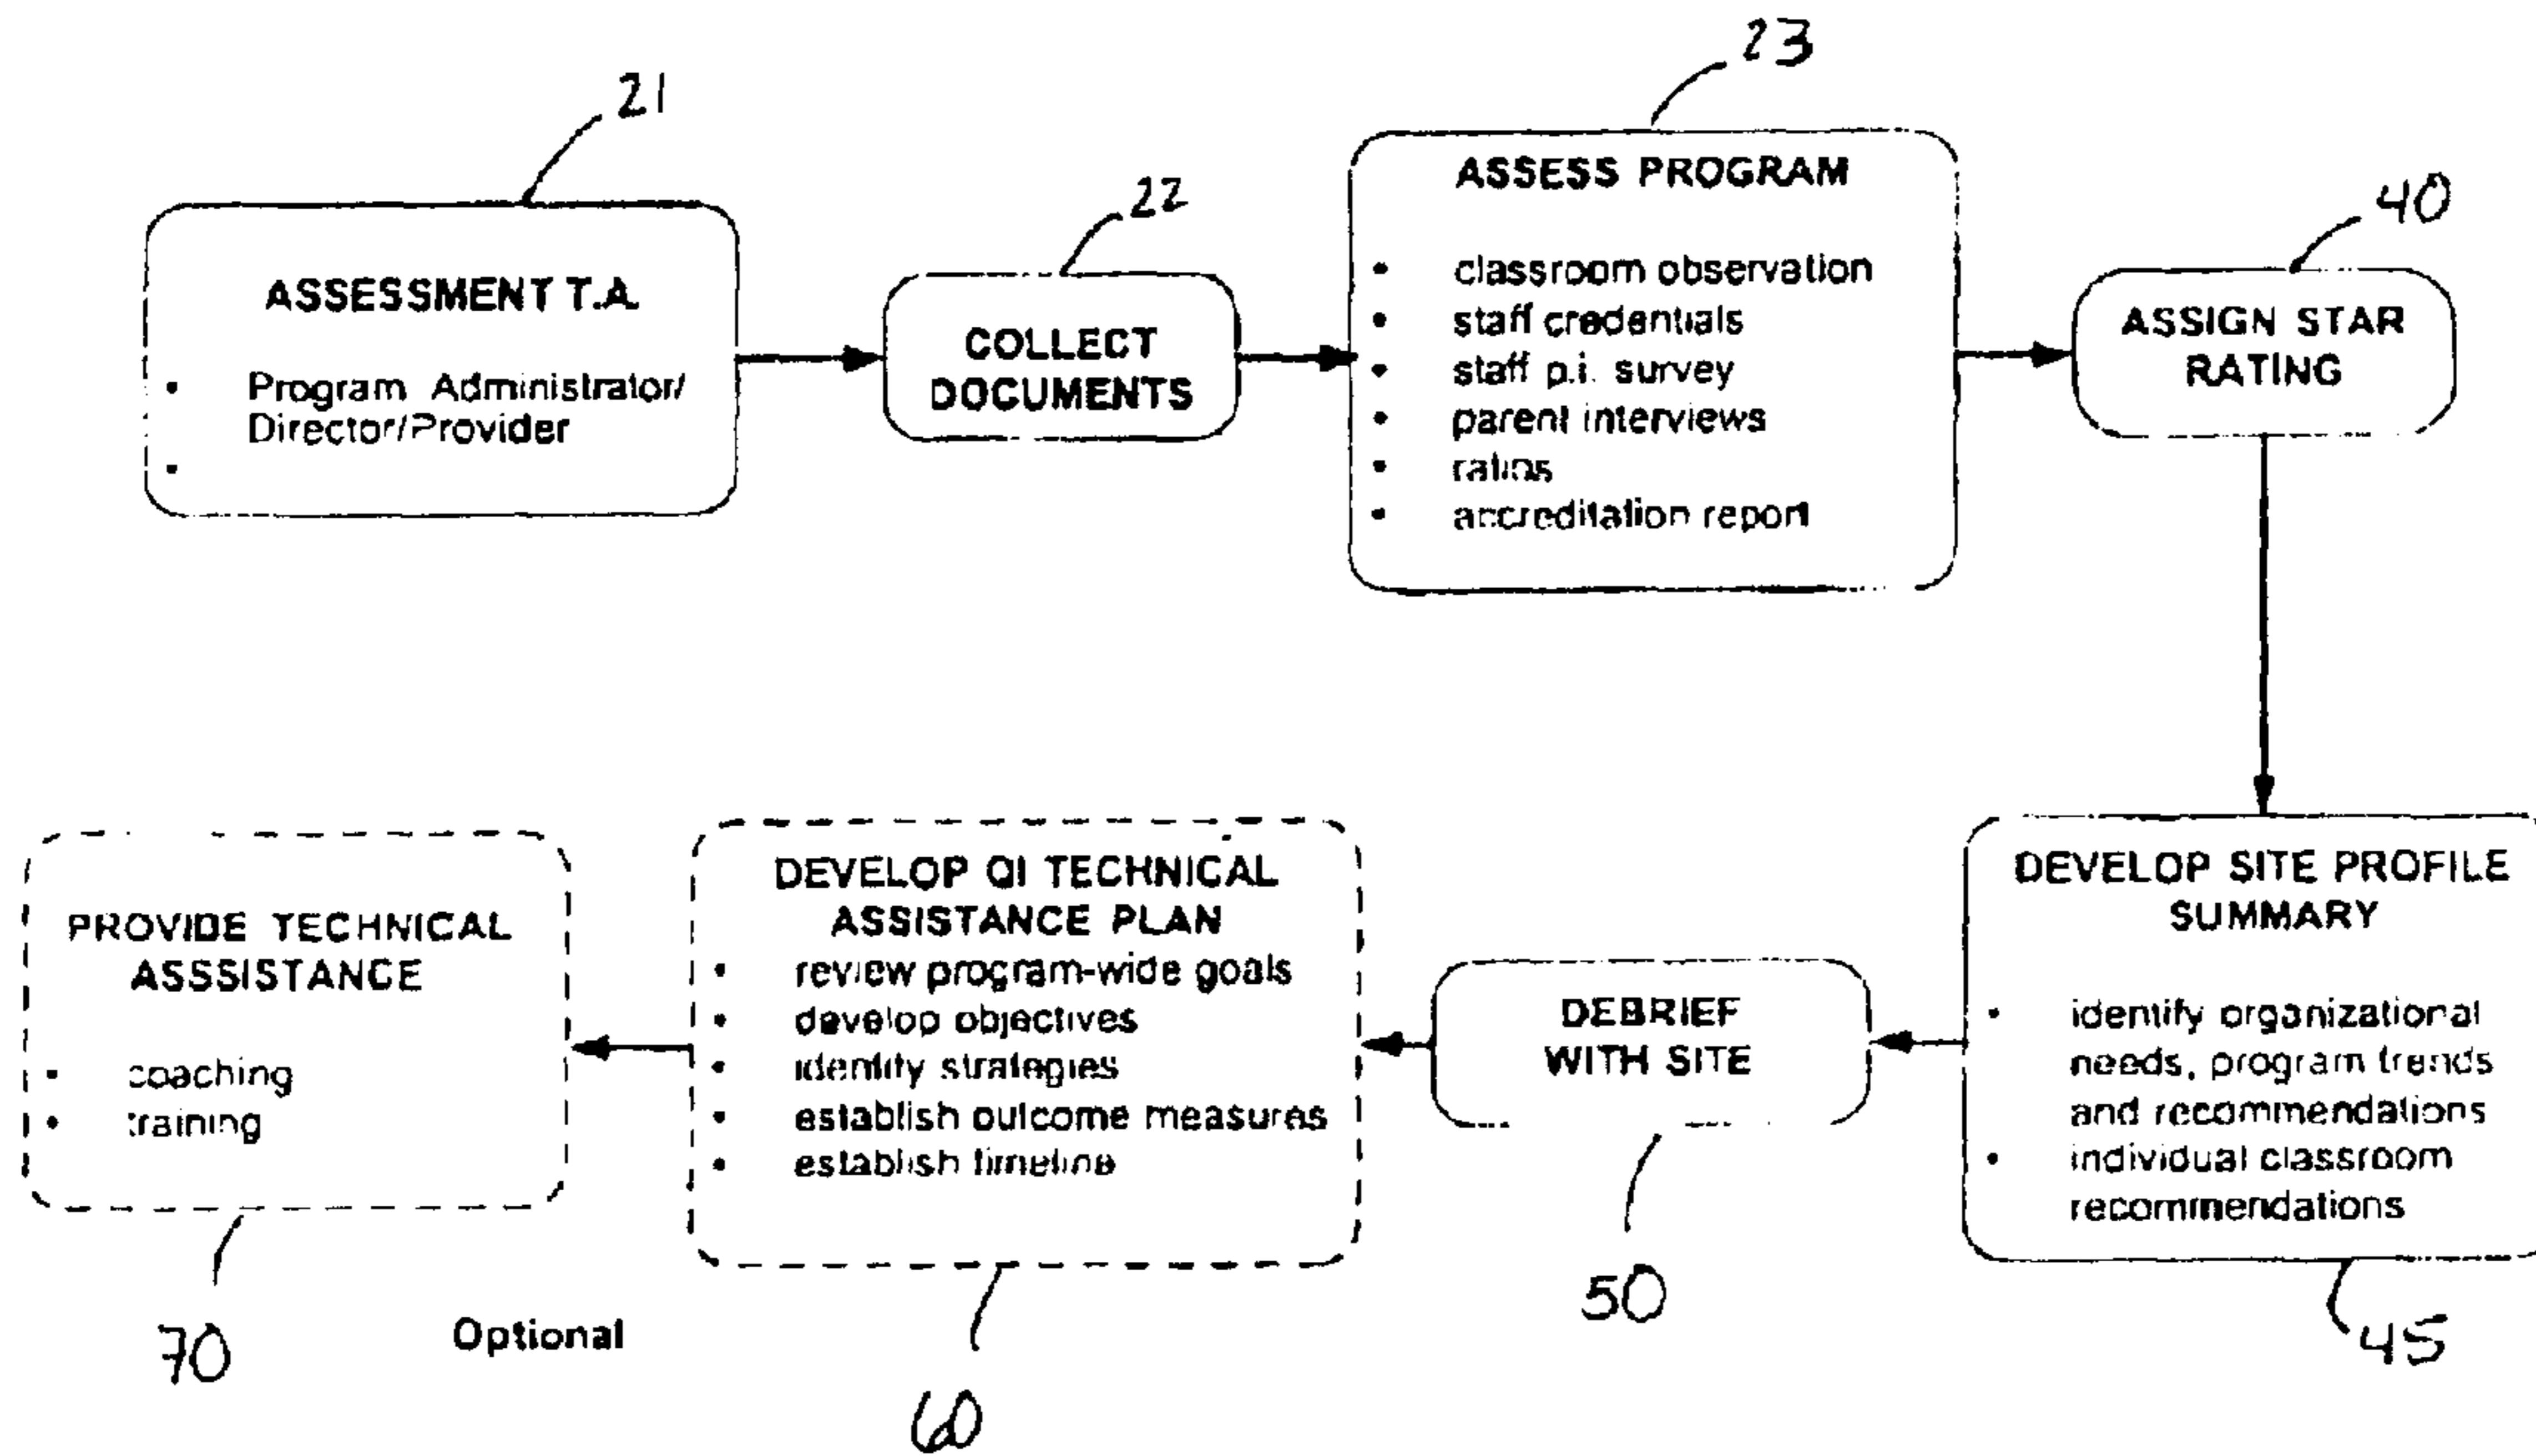 21
ASSESSMENT T.A.
• Program Administrator/
Director/Provider
•
22
COLLECT
DOCUMENTS
23
ASSESS PROGRAM
• classroom observation
• staff credentials
• staff p.i. survey
• parent interviews
• ratios
• accreditation report
40
ASSIGN STAR
RATING
DEVELOP SITE PROFILE
SUMMARY
• identify organizational
needs, program trends
and recommendations
• individual classroom
recommendations
45
DEBRIEF
WITH SITE
50
DEVELOP QI TECHNICAL
ASSISTANCE PLAN
• review program-wide goals
• develop objectives
• identify strategies
• establish outcome measures
• establish timeline
60
PROVIDE TECHNICAL
ASSSISTANCE
• coaching
• training
70
Optional